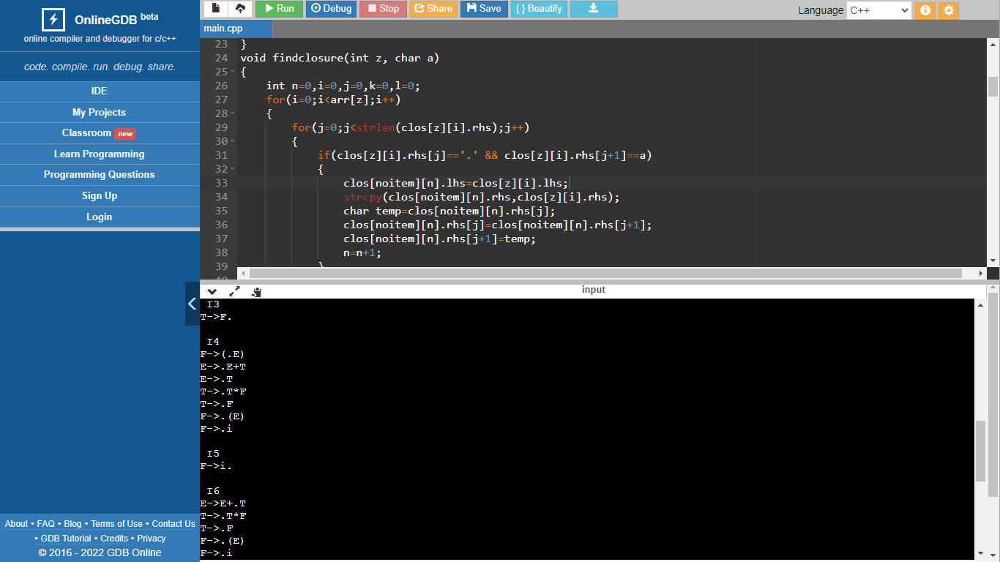 OnlineGDB beta
online compiler and debugger for c/c++
code. compile. run. debug. share.
IDE
My Projects
Classroom new
Learn Programming
Programming Questions
Sign Up
Login
About • FAQ • Blog • Terms of Use • Contact Us
• GDB Tutorial • Credits • Privacy
© 2016 - 2022 GDB Online
Run Debug Stop Share Save { } Beautify
Language C++
main.cpp
23 }
24 void findclosure(int z, char a)
25 {
26     int n=0,i=0,j=0,k=0,l=0;
27     for(i=0;i<arr[z];i++)
28     {
29         for(j=0;j<strlen(clos[z][i].rhs);j++)
30         {
31             if(clos[z][i].rhs[j]=='.' && clos[z][i].rhs[j+1]==a)
32             {
33                 clos[noitem][n].lhs=clos[z][i].lhs;
34                 strcpy(clos[noitem][n].rhs,clos[z][i].rhs);
35                 char temp=clos[noitem][n].rhs[j];
36                 clos[noitem][n].rhs[j]=clos[noitem][n].rhs[j+1];
37                 clos[noitem][n].rhs[j+1]=temp;
38                 n=n+1;
39             }
input
I3
T->F.
I4
F->(.E)
E->.E+T
E->.T
T->.T*F
T->.F
F->.(E)
F->.i
I5
F->i.
I6
E->E+.T
T->.T*F
T->.F
F->.(E)
F->.i